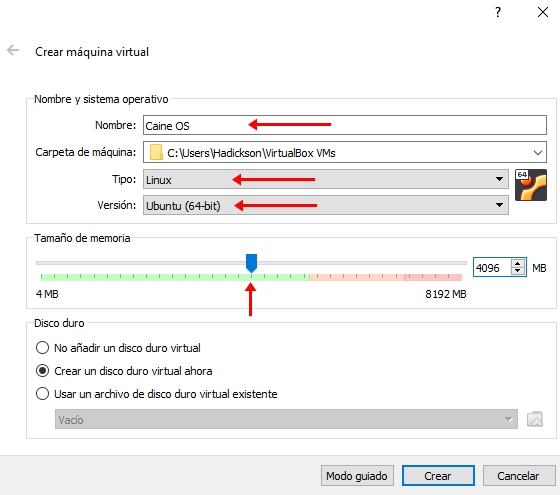 ?
Crear máquina virtual
Nombre y sistema operativo
Nombre: Caine OS
Carpeta de máquina: C:\Users\Hadickson\VirtualBox VMs
Tipo: Linux
64
Versión: Ubuntu (64-bit)
Tamaño de memoria
4096 MB
4 MB 8192 MB
Disco duro
No añadir un disco duro virtual
Crear un disco duro virtual ahora
Usar un archivo de disco duro virtual existente
Vacío
Modo guiado Crear Cancelar